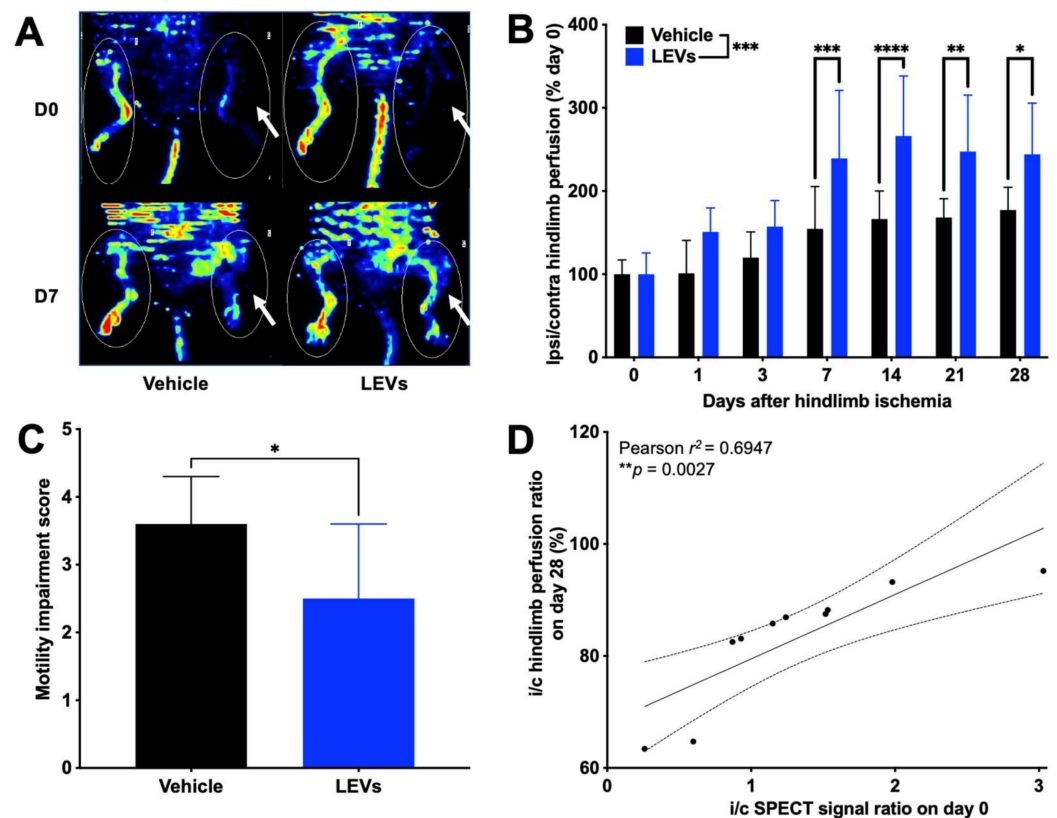 A
D0
D7
Vehicle
LEVs
B
Ipsi/contra hindlimb perfusion (% day 0)
400
300
200
100
0
Vehicle
LEVs
***
***
****
**
*
0
1
3
7
14
21
28
Days after hindlimb ischemia
C
Motility impairment score
5
4
3
2
1
0
*
Vehicle
LEVs
D
Pearson r² = 0.6947
**p = 0.0027
i/c hindlimb perfusion ratio
on day 28 (%)
120
100
80
60
0
1
2
3
i/c SPECT signal ratio on day 0